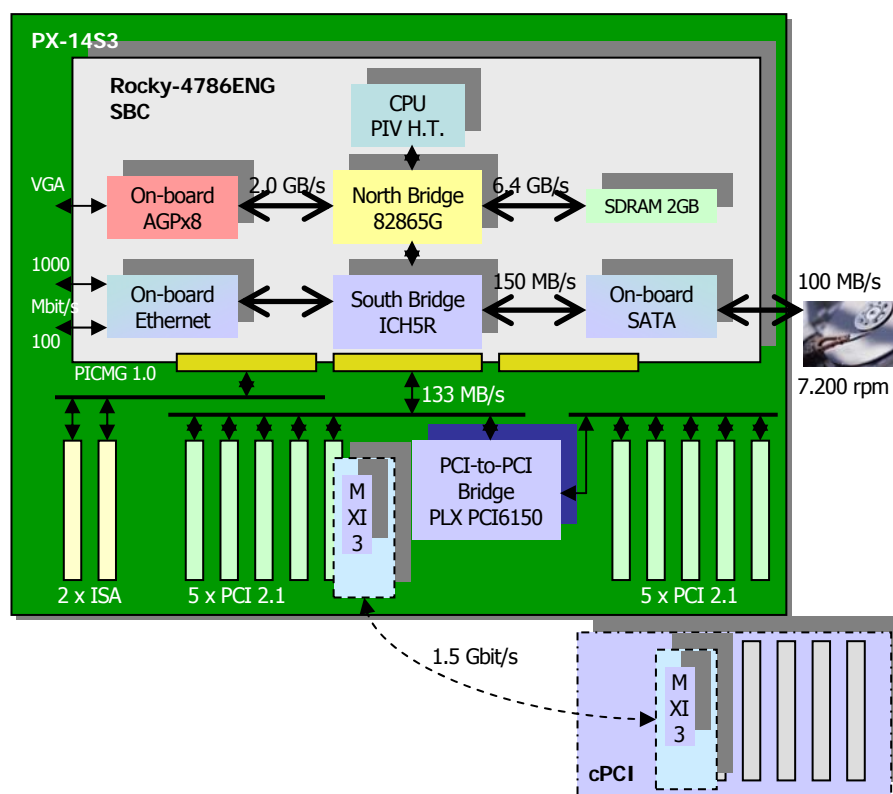 PX-14S3
Rocky-4786ENG
SBC
CPU
PIV H.T.
VGA
On-board
AGPx8
2.0 GB/s
North Bridge
82865G
6.4 GB/s
SDRAM 2GB
1000
Mbit/s
100
On-board
Ethernet
South Bridge
ICH5R
150 MB/s
On-board
SATA
100 MB/s
7.200 rpm
PICMG 1.0
133 MB/s
M
XI
3
PCI-to-PCI
Bridge
PLX PCI6150
2 x ISA
5 x PCI 2.1
5 x PCI 2.1
1.5 Gbit/s
M
XI
3
cPCI